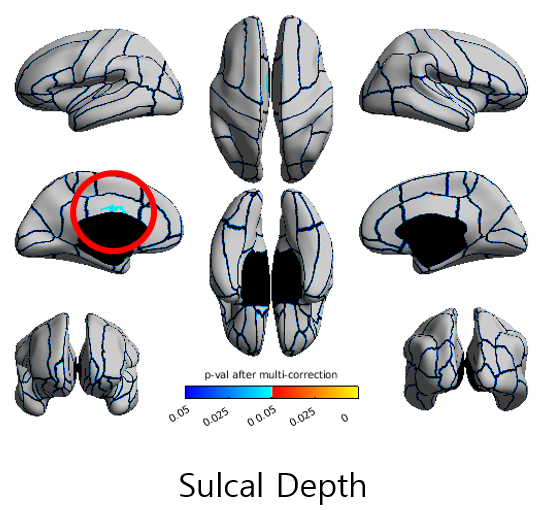 p-val after multi-correction
0.05 0.025 0 0.05 0.025 0
Sulcal Depth